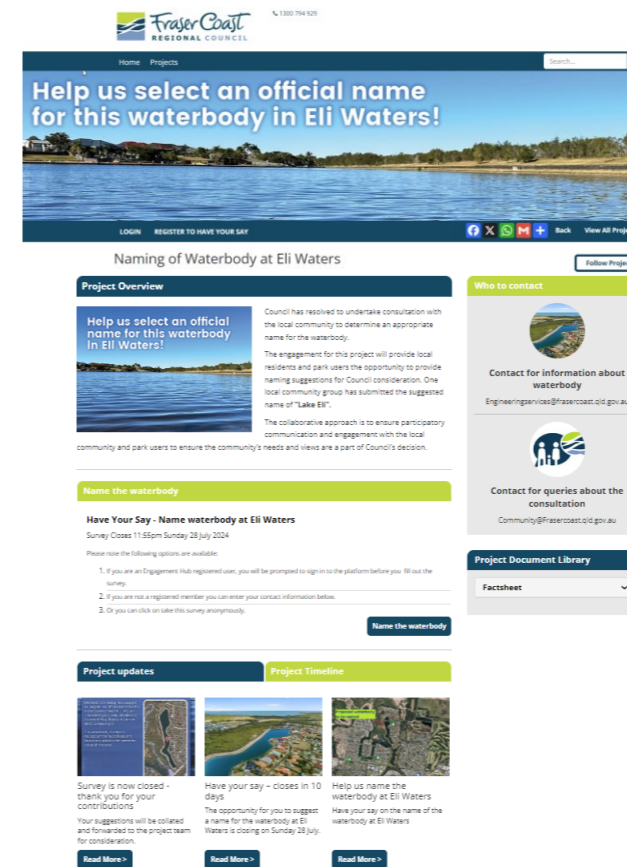 Fraser Coast
REGIONAL COUNCIL
1300 794 929
Home Projects
Search...
Help us select an official name
for this waterbody in Eli Waters!
LOGIN REGISTER TO HAVE YOUR SAY
Back View All Proje
Naming of Waterbody at Eli Waters
Follow Projec
Project Overview
Help us select an official
name for this waterbody
in Eli Waters!
Council has resolved to undertake consultation with
the local community to determine an appropriate
name for the waterbody.
The engagement for this project will provide local
residents and park users the opportunity to provide
naming suggestions for Council consideration. One
local community group has submitted the suggested
name of "Lake Eli".
The collaborative approach is to ensure participatory
communication and engagement with the local
community and park users to ensure the community's needs and views are a part of Council's decision.
Name the waterbody
Have Your Say - Name waterbody at Eli Waters
Survey Closes 11:55pm Sunday 28 July 2024
Please note the following options are available:
1. If you are an Engagement Hub registered user, you will be prompted to sign in to the platform before you fill out the
survey.
2. If you are not a registered member you can enter your contact information below.
3. Or you can click on take this survey anonymously.
Name the waterbody
Project updates
Project Timeline
Survey is now closed -
thank you for your
contributions
Your suggestions will be collated
and forwarded to the project team
for consideration.
Read More >
Have your say – closes in 10
days
The opportunity for you to suggest
a name for the waterbody at Eli
Waters is closing on Sunday 28 July.
Read More >
Help us name the
waterbody at Eli Waters
Have your say on the name of the
waterbody at Eli Waters
Read More >
Who to contact
Contact for information about
waterbody
Engineeringservices@frasercoast.qld.gov.au
Contact for queries about the
consultation
Community@Frasercoast.qld.gov.au
Project Document Library
Factsheet